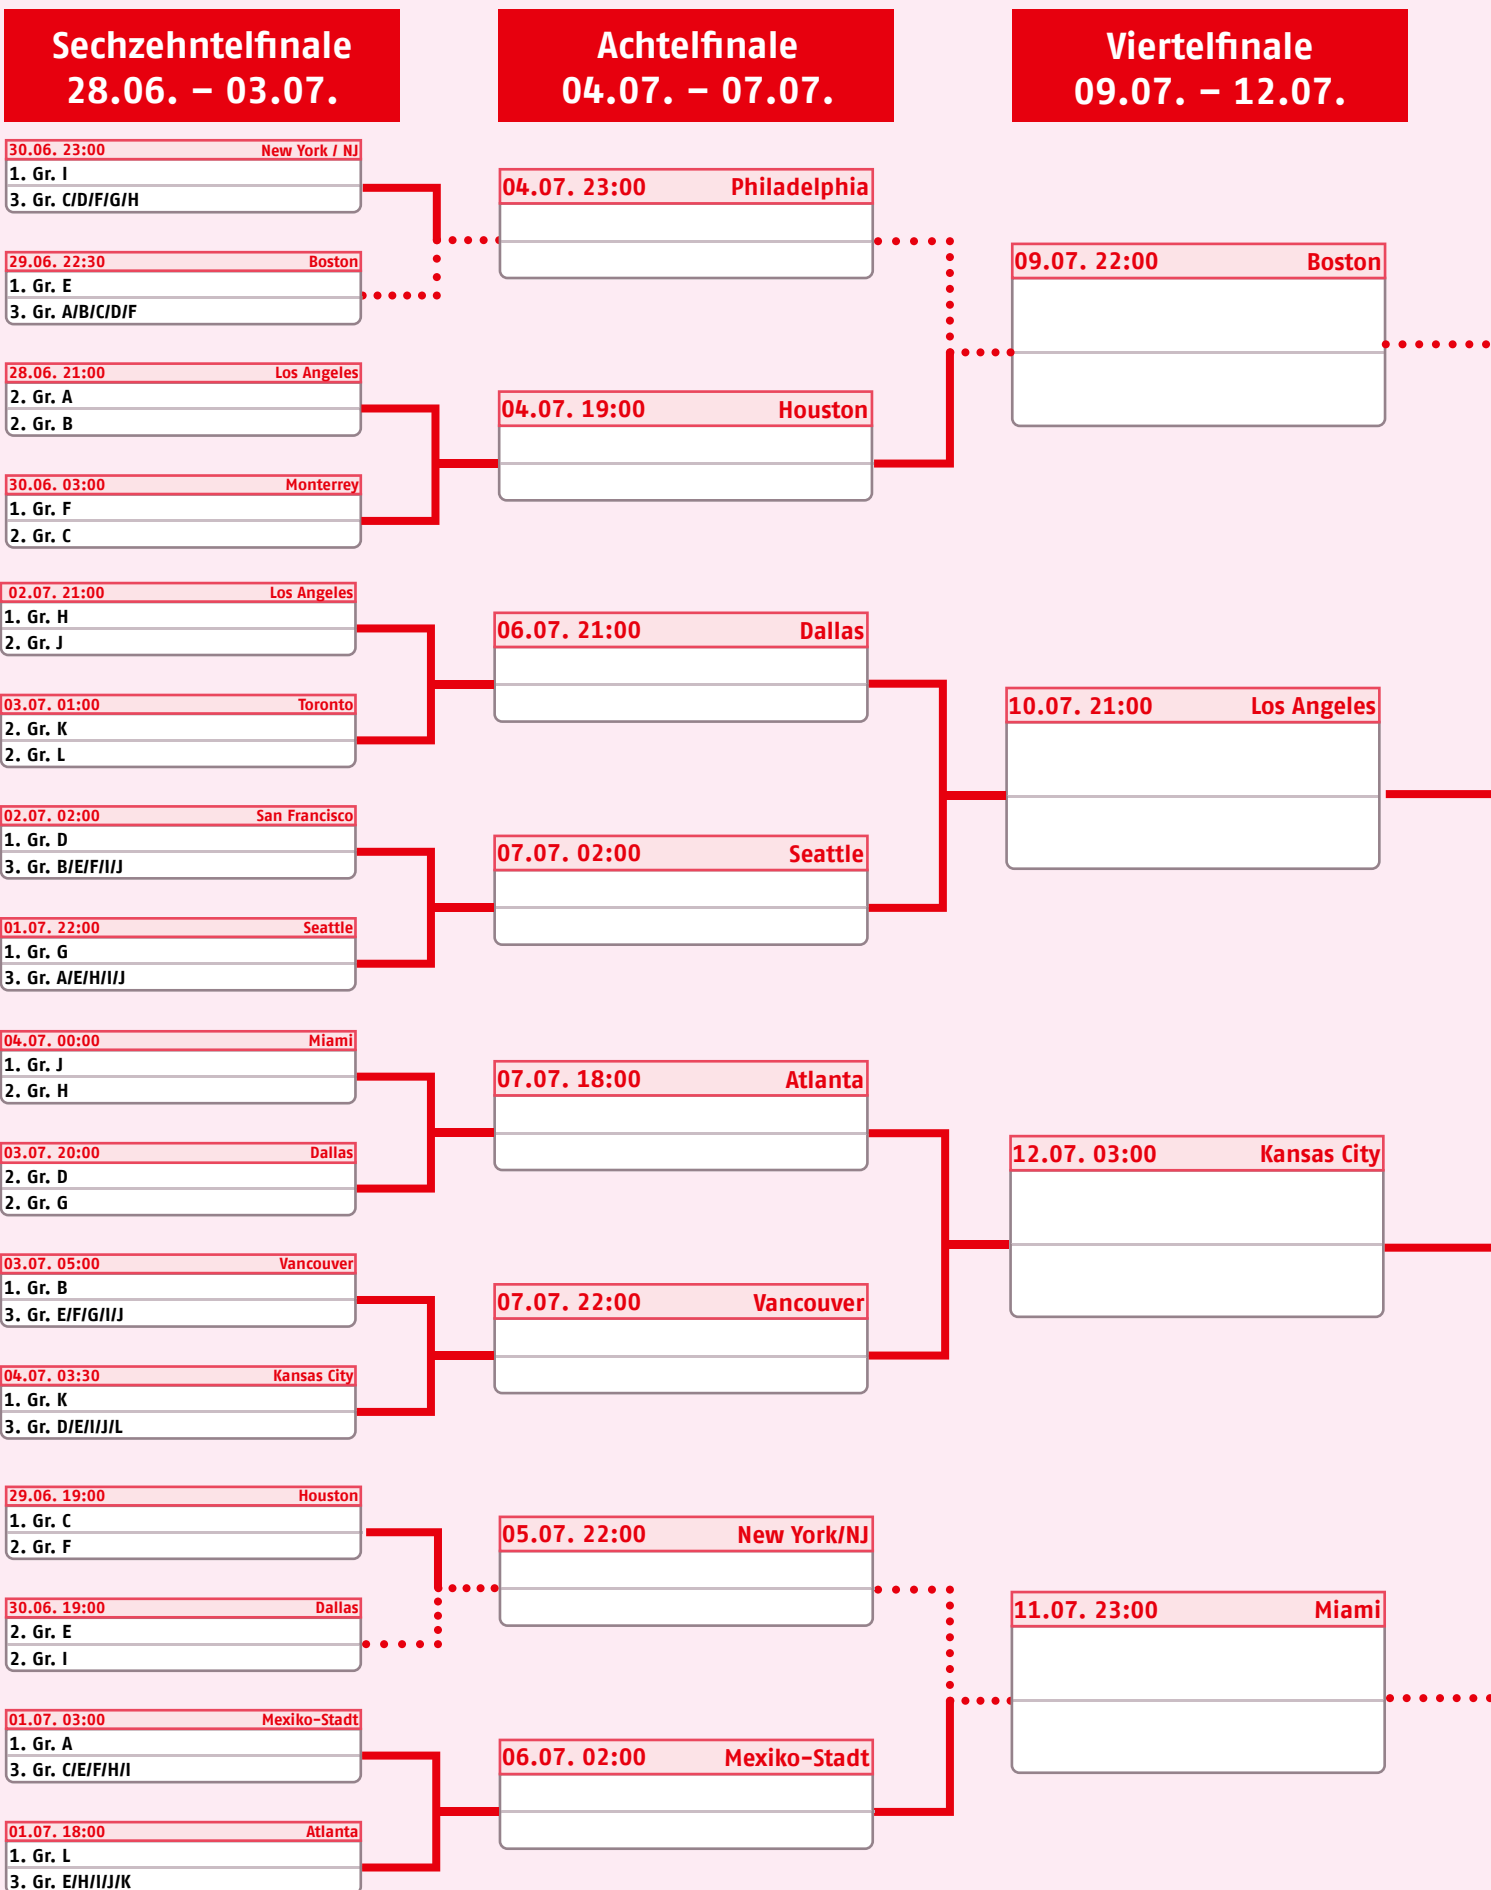 Sechzehntelfinale
28.06. – 03.07.
30.06. 23:00 New York / NJ
1. Gr. I
3. Gr. C/D/F/G/H
29.06. 22:30 Boston
1. Gr. E
3. Gr. A/B/C/D/F
28.06. 21:00 Los Angeles
2. Gr. A
2. Gr. B
30.06. 03:00 Monterrey
1. Gr. F
2. Gr. C
02.07. 21:00 Los Angeles
1. Gr. H
2. Gr. J
03.07. 01:00 Toronto
2. Gr. K
2. Gr. L
02.07. 02:00 San Francisco
1. Gr. D
3. Gr. B/E/F/I/J
01.07. 22:00 Seattle
1. Gr. G
3. Gr. A/E/H/I/J
04.07. 00:00 Miami
1. Gr. J
2. Gr. H
03.07. 20:00 Dallas
2. Gr. D
2. Gr. G
03.07. 05:00 Vancouver
1. Gr. B
3. Gr. E/F/G/I/J
04.07. 03:30 Kansas City
1. Gr. K
3. Gr. D/E/I/J/L
29.06. 19:00 Houston
1. Gr. C
2. Gr. F
30.06. 19:00 Dallas
2. Gr. E
2. Gr. I
01.07. 03:00 Mexiko-Stadt
1. Gr. A
3. Gr. C/E/F/H/I
01.07. 18:00 Atlanta
1. Gr. L
3. Gr. E/H/I/J/K
Achtelfinale
04.07. – 07.07.
04.07. 23:00 Philadelphia
04.07. 19:00 Houston
06.07. 21:00 Dallas
07.07. 02:00 Seattle
07.07. 18:00 Atlanta
07.07. 22:00 Vancouver
05.07. 22:00 New York/NJ
06.07. 02:00 Mexiko-Stadt
Viertelfinale
09.07. – 12.07.
09.07. 22:00 Boston
10.07. 21:00 Los Angeles
12.07. 03:00 Kansas City
11.07. 23:00 Miami